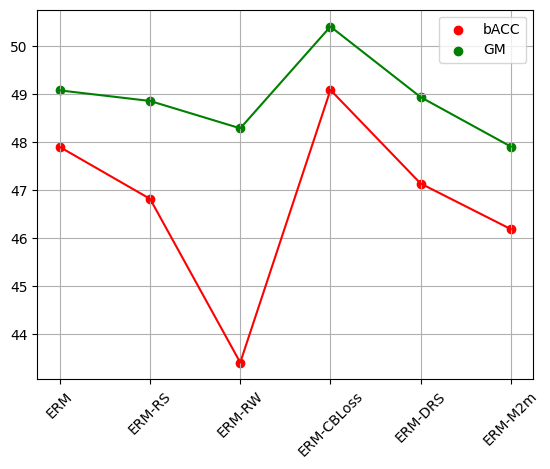 bACC
GM
50
49
48
47
46
45
44
ERM
ERM-RS
ERM-RW
ERM-CBLoss
ERM-DRS
ERM-M2m